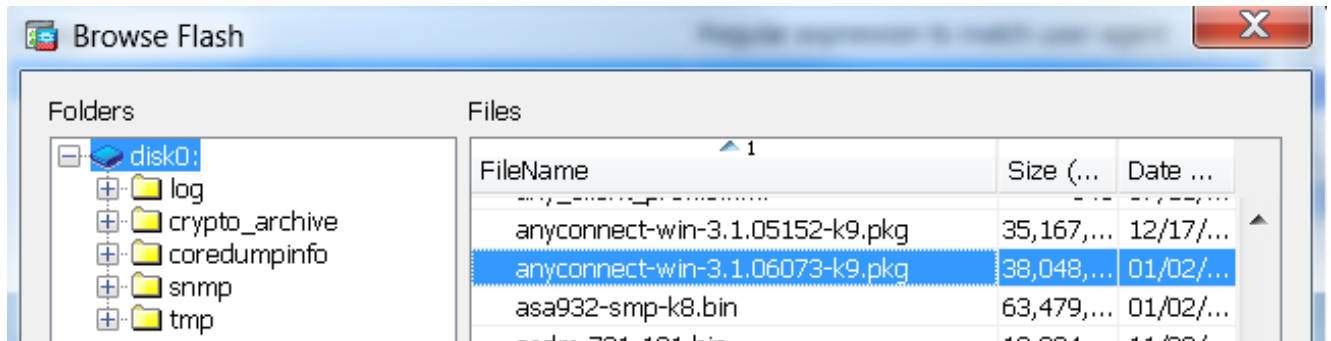 Browse Flash
Folders
Files
disk0:
log
crypto_archive
coredumpinfo
snmp
tmp
1
FileName Size (... Date ...
anyconnect-win-3.1.05152-k9.pkg 35,167,... 12/17/...
anyconnect-win-3.1.06073-k9.pkg 38,048,... 01/02/...
asa932-smp-k8.bin 63,479,... 01/02/...